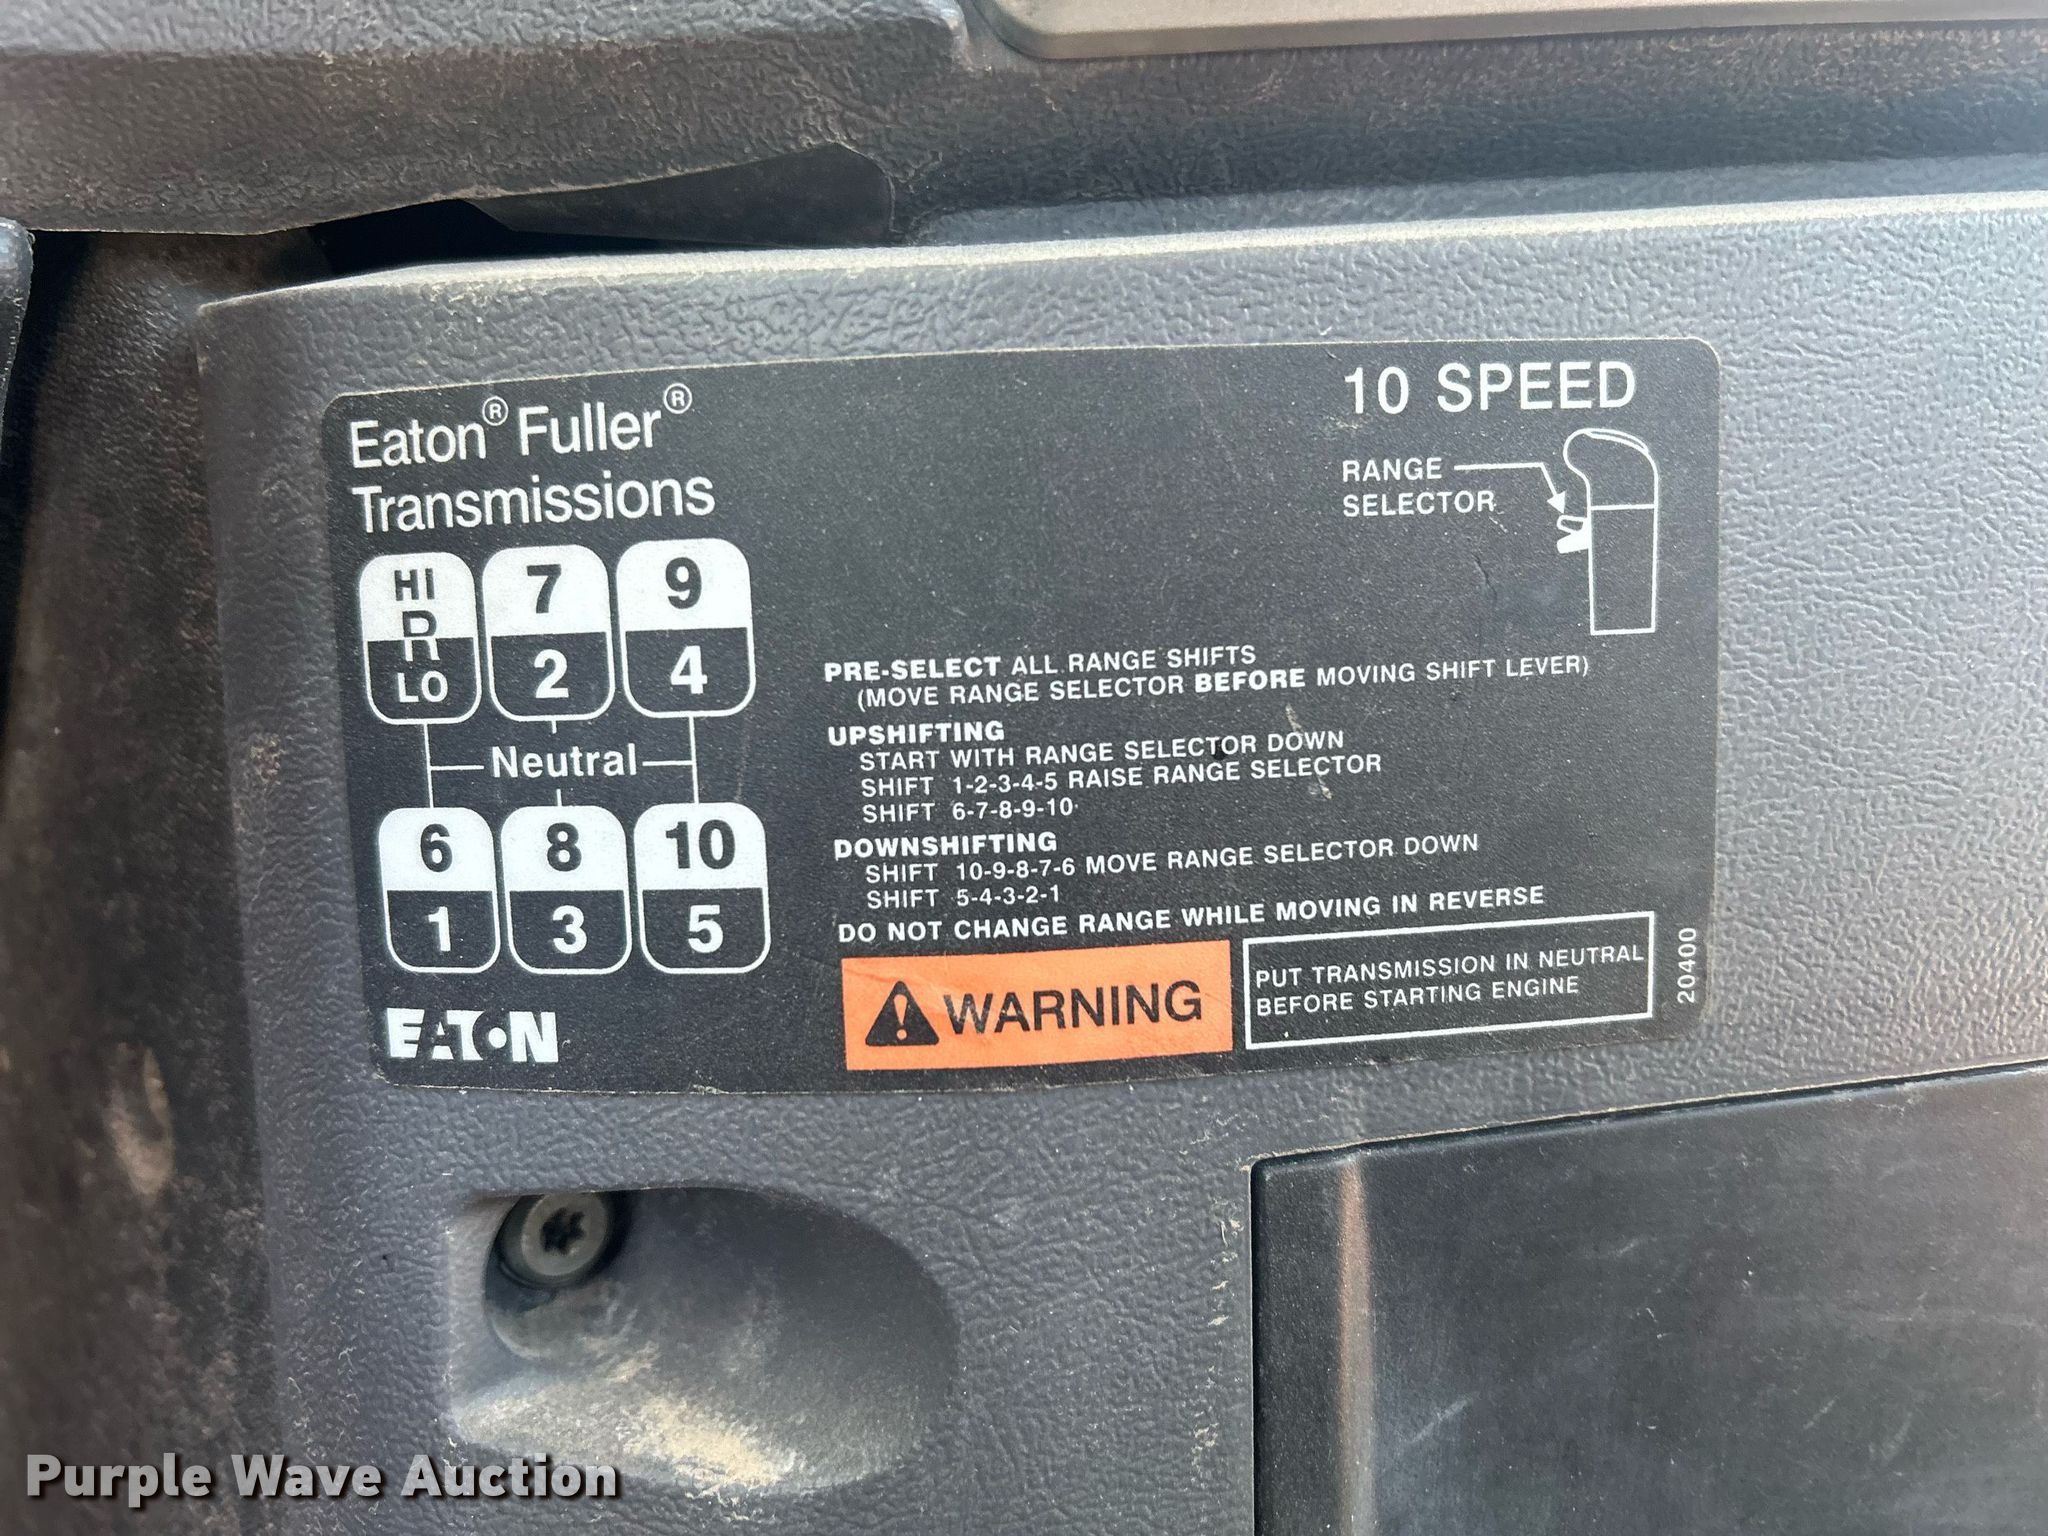 Eaton® Fuller®
Transmissions
10 SPEED
RANGE
SELECTOR
HI
R
LO
7
2
9
4
Neutral
6
1
8
3
10
5
EATON
PRE-SELECT ALL RANGE SHIFTS
(MOVE RANGE SELECTOR BEFORE MOVING SHIFT LEVER)
UPSHIFTING
START WITH RANGE SELECTOR DOWN
SHIFT 1-2-3-4-5 RAISE RANGE SELECTOR
SHIFT 6-7-8-9-10
DOWNSHIFTING
SHIFT 10-9-8-7-6 MOVE RANGE SELECTOR DOWN
SHIFT 5-4-3-2-1
DO NOT CHANGE RANGE WHILE MOVING IN REVERSE
WARNING
PUT TRANSMISSION IN NEUTRAL
BEFORE STARTING ENGINE
20400
Purple Wave Auction